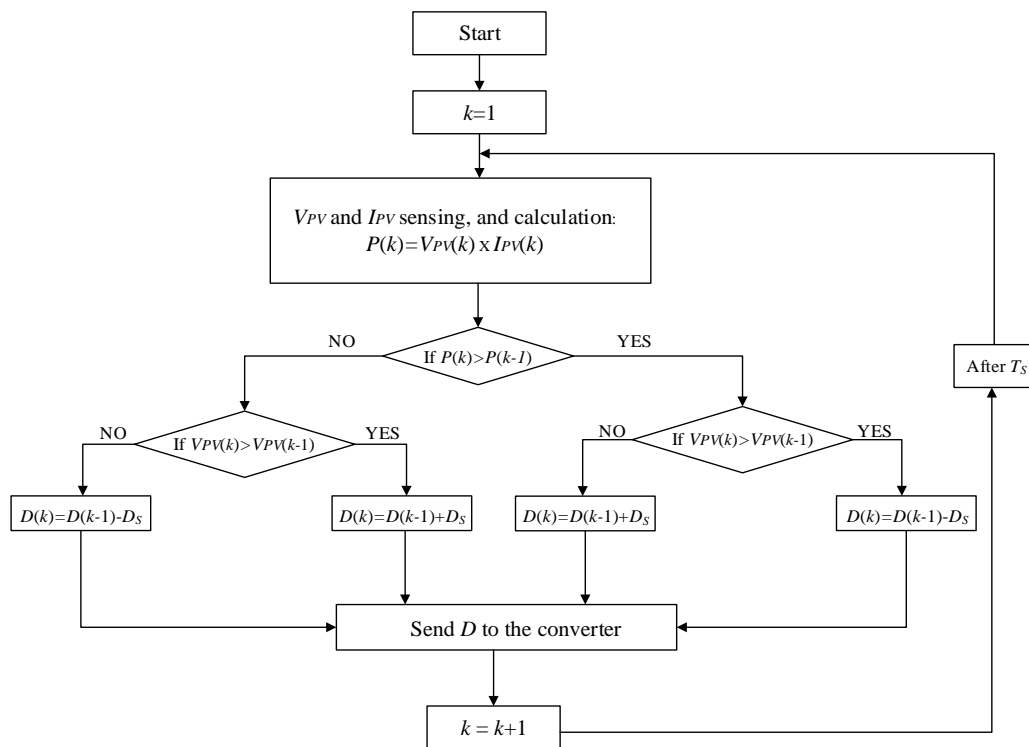 Start
k=1
VPV and IPV sensing, and calculation:
P(k)=VPV(k) x IPV(k)
NO
If P(k)>P(k-1)
YES
After TS
NO
If VPV(k)>VPV(k-1)
YES
NO
If VPV(k)>VPV(k-1)
YES
D(k)=D(k-1)-DS
D(k)=D(k-1)+DS
D(k)=D(k-1)+DS
D(k)=D(k-1)-DS
Send D to the converter
k = k+1